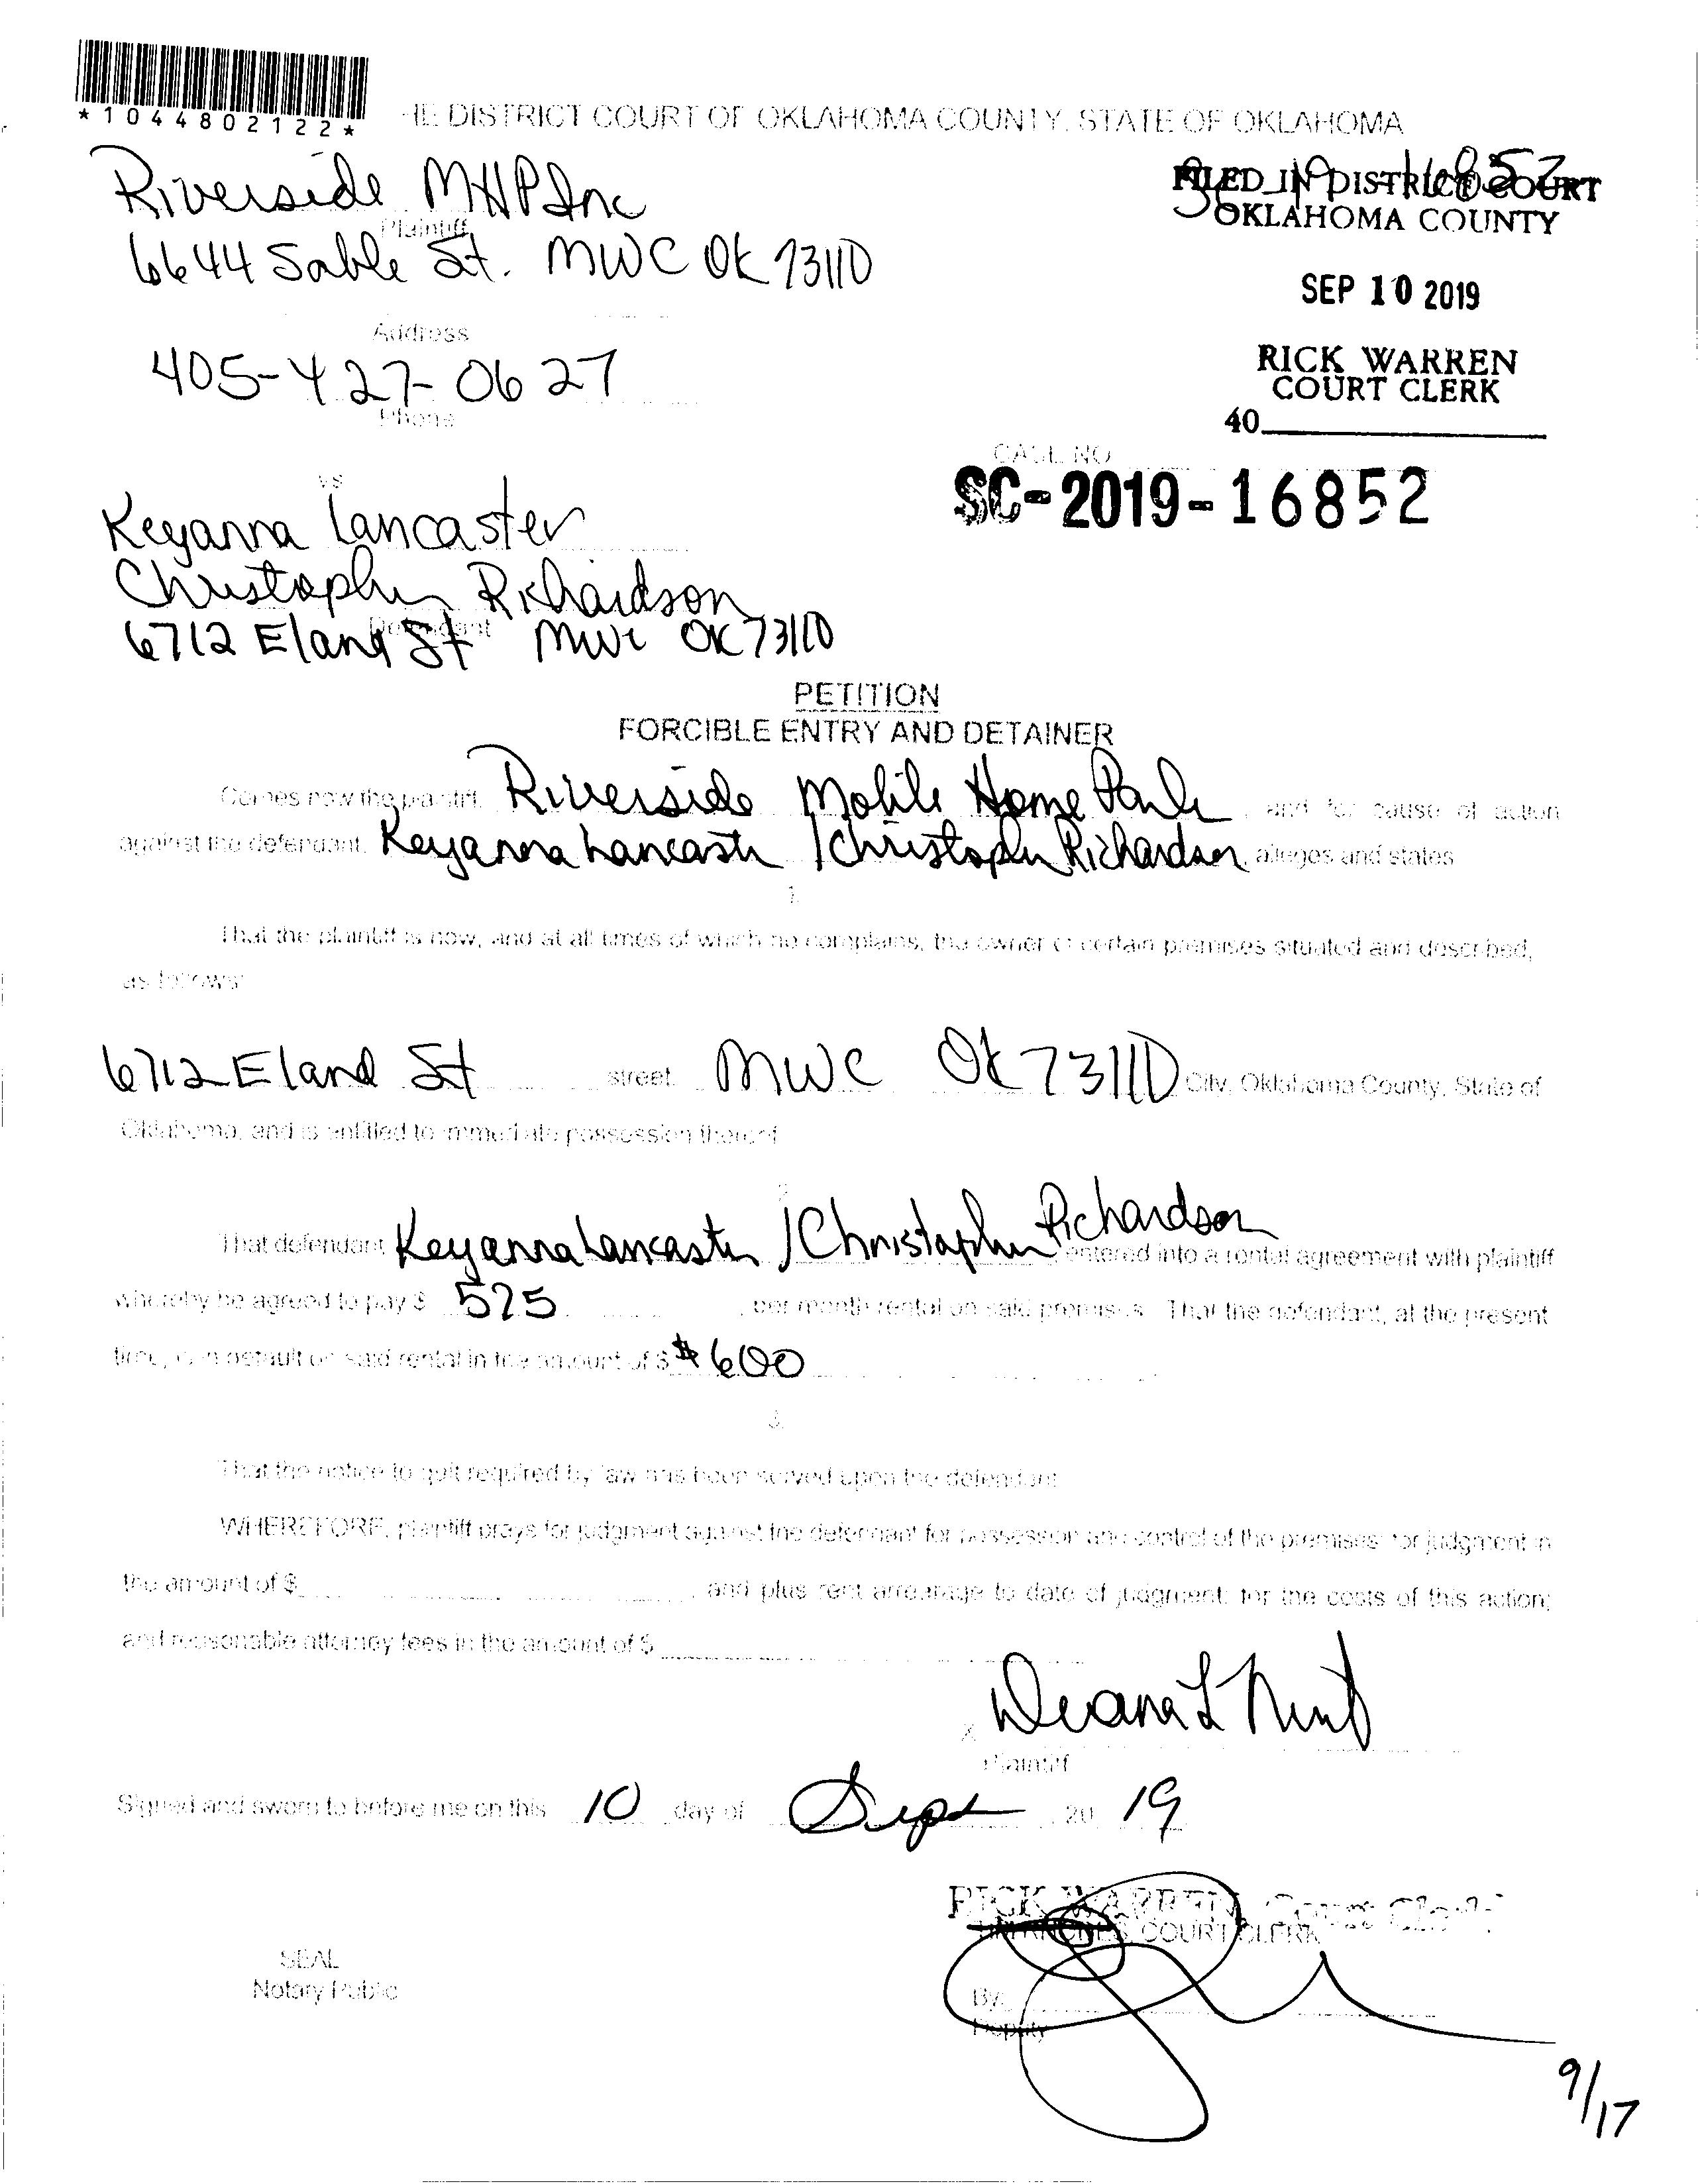 *1044802122*
HE DISTRICT COURT OF OKLAHOMA COUNTY, STATE OF OKLAHOMA
Riverside MHP Inc
Plaintiff
6644 Sable St. MWC OK 73110
Address
405-427-0627
Phone
FILED IN DISTRICT COURT
OKLAHOMA COUNTY
SEP 10 2019
RICK WARREN
COURT CLERK
40
CASE NO
SC-2019-16852
vs
Keyanna Lancaster
Christopher Richardson
Defendant
6712 Eland St MWC OK 73110
PETITION
FORCIBLE ENTRY AND DETAINER
Comes now the plaintiff, Riverside Mobile Home Park, and for cause of action
against the defendant, Keyanna Lancaster / Christopher Richardson, alleges and states
1.
That the plaintiff is now, and at all times of which he complains, the owner of certain premises situated and described,
as follows:
6712 Eland St street, MWC OK 73110 City, Oklahoma County, State of
Oklahoma, and is entitled to immediate possession thereof.
2.
That defendant Keyanna Lancaster / Christopher Richardson entered into a rental agreement with plaintiff
whereby he agreed to pay $ 525, per month rental on said premises. That the defendant, at the present
time, is in default on said rental in the amount of $ $600
3.
That the notice to quit required by law has been served upon the defendant.
WHEREFORE, plaintiff prays for judgment against the defendant for possession and control of the premises; for judgment in
the amount of $, and plus rent arrearage to date of judgment; for the costs of this action;
and reasonable attorney fees in the amount of $
X Deana L
Plaintiff
Signed and sworn to before me on this 10 day of Sept, 20 19
RICK WARREN, Court Clerk
COURT CLERK
SEAL
Notary Public
By:
Deputy
9/17